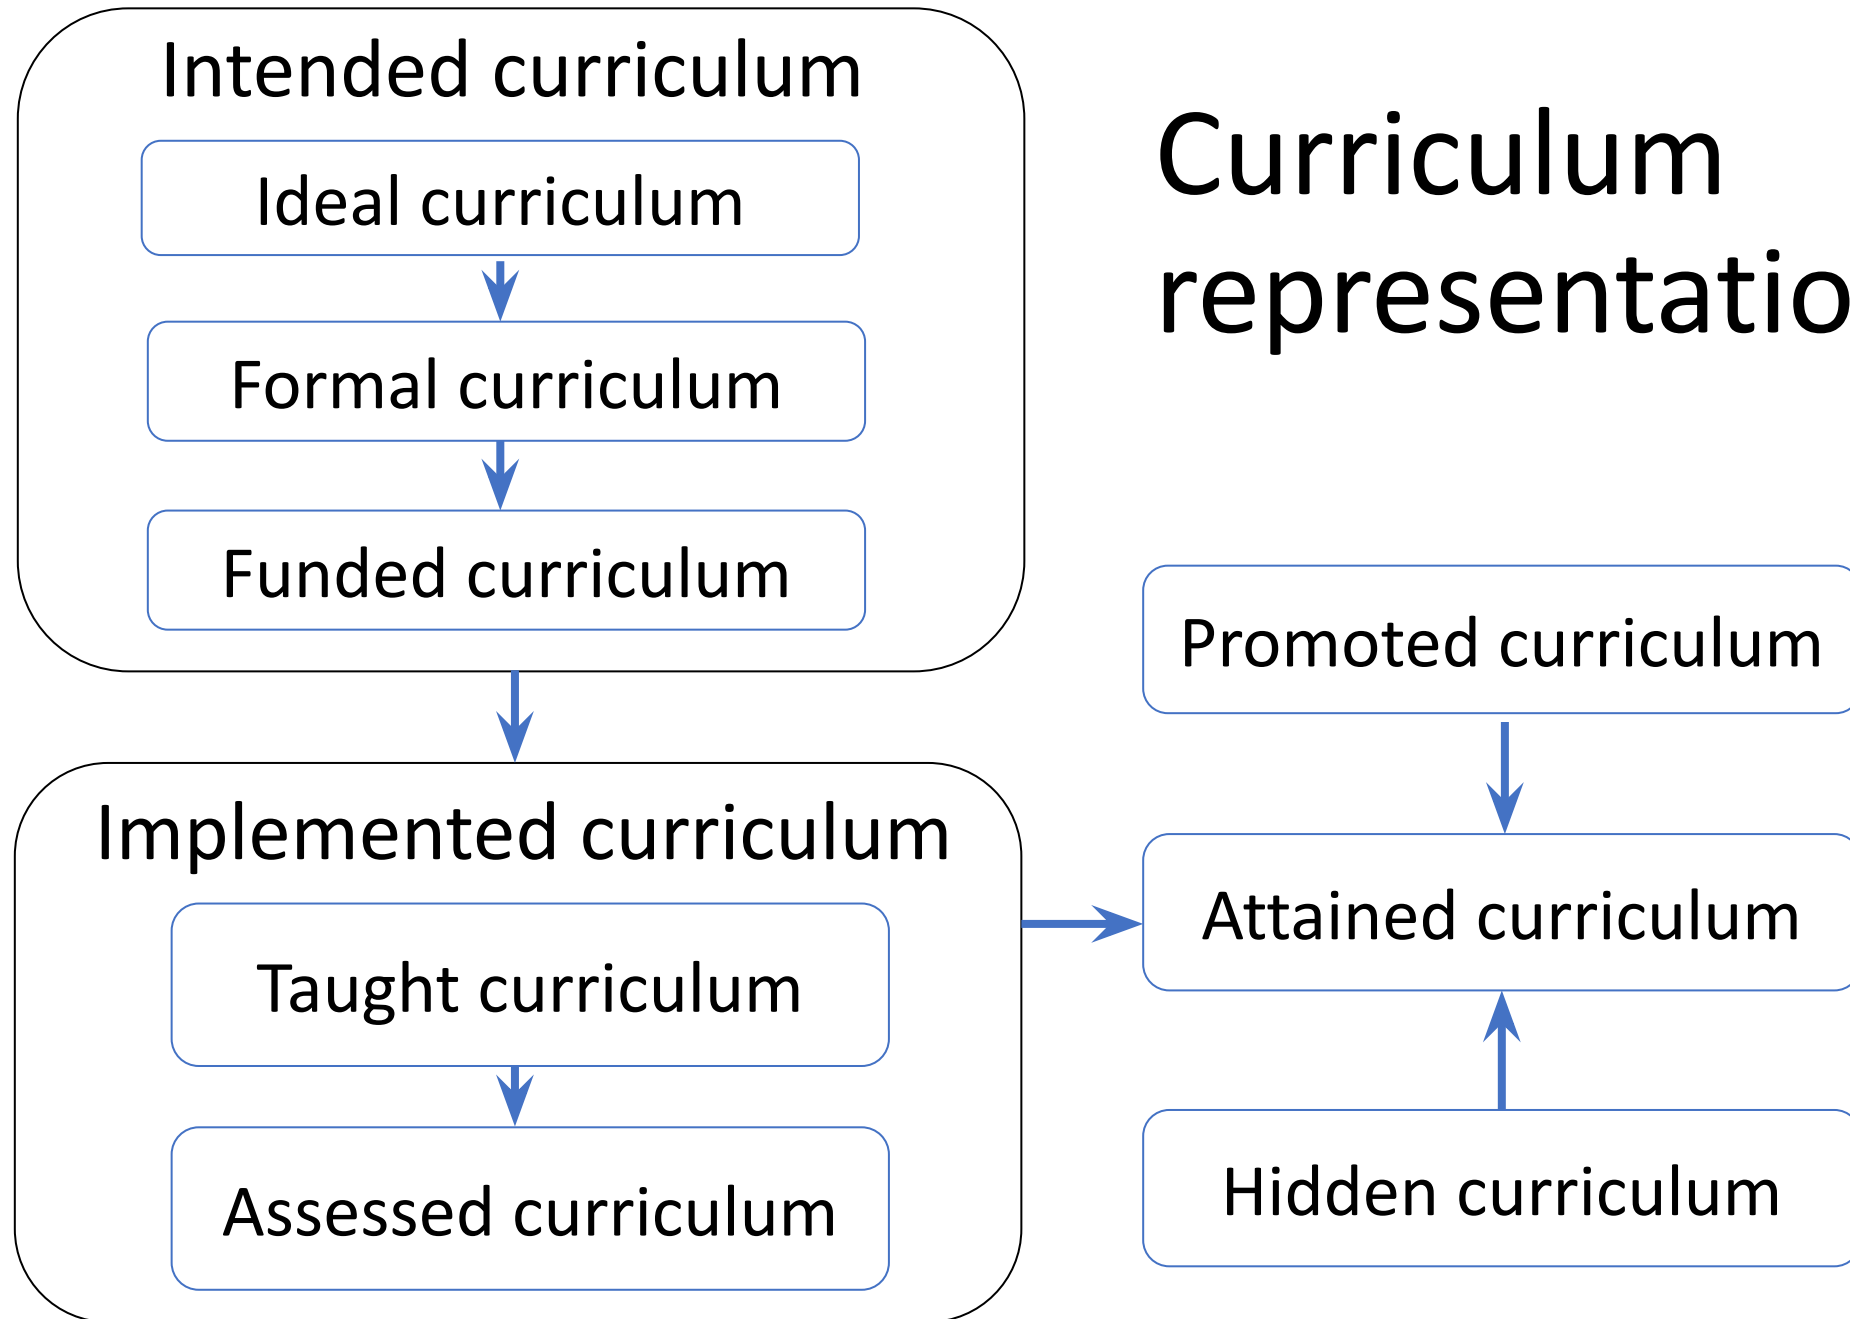 Intended curriculum
Ideal curriculum
Formal curriculum
Funded curriculum
Implemented curriculum
Taught curriculum
Assessed curriculum
Curriculum
representatio
Promoted curriculum
Attained curriculum
Hidden curriculum